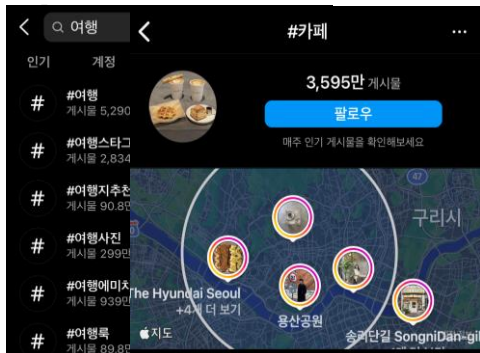 여행
인기 계정
#
#여행
게시물 5,290
#
#여행스타그
게시물 2,834
#
#여행지추천
게시물 90.8만
#
#여행사진
게시물 299만
#
#여행에미치
게시물 939만
#
#여행룩
게시물 89.8만
#카페
3,595만 게시물
팔로우
매주 인기 게시물을 확인해보세요
47
구리시
The Hyundai Seoul
+4개 더 보기
용산공원
송리단길 SongniDan-gil
지도